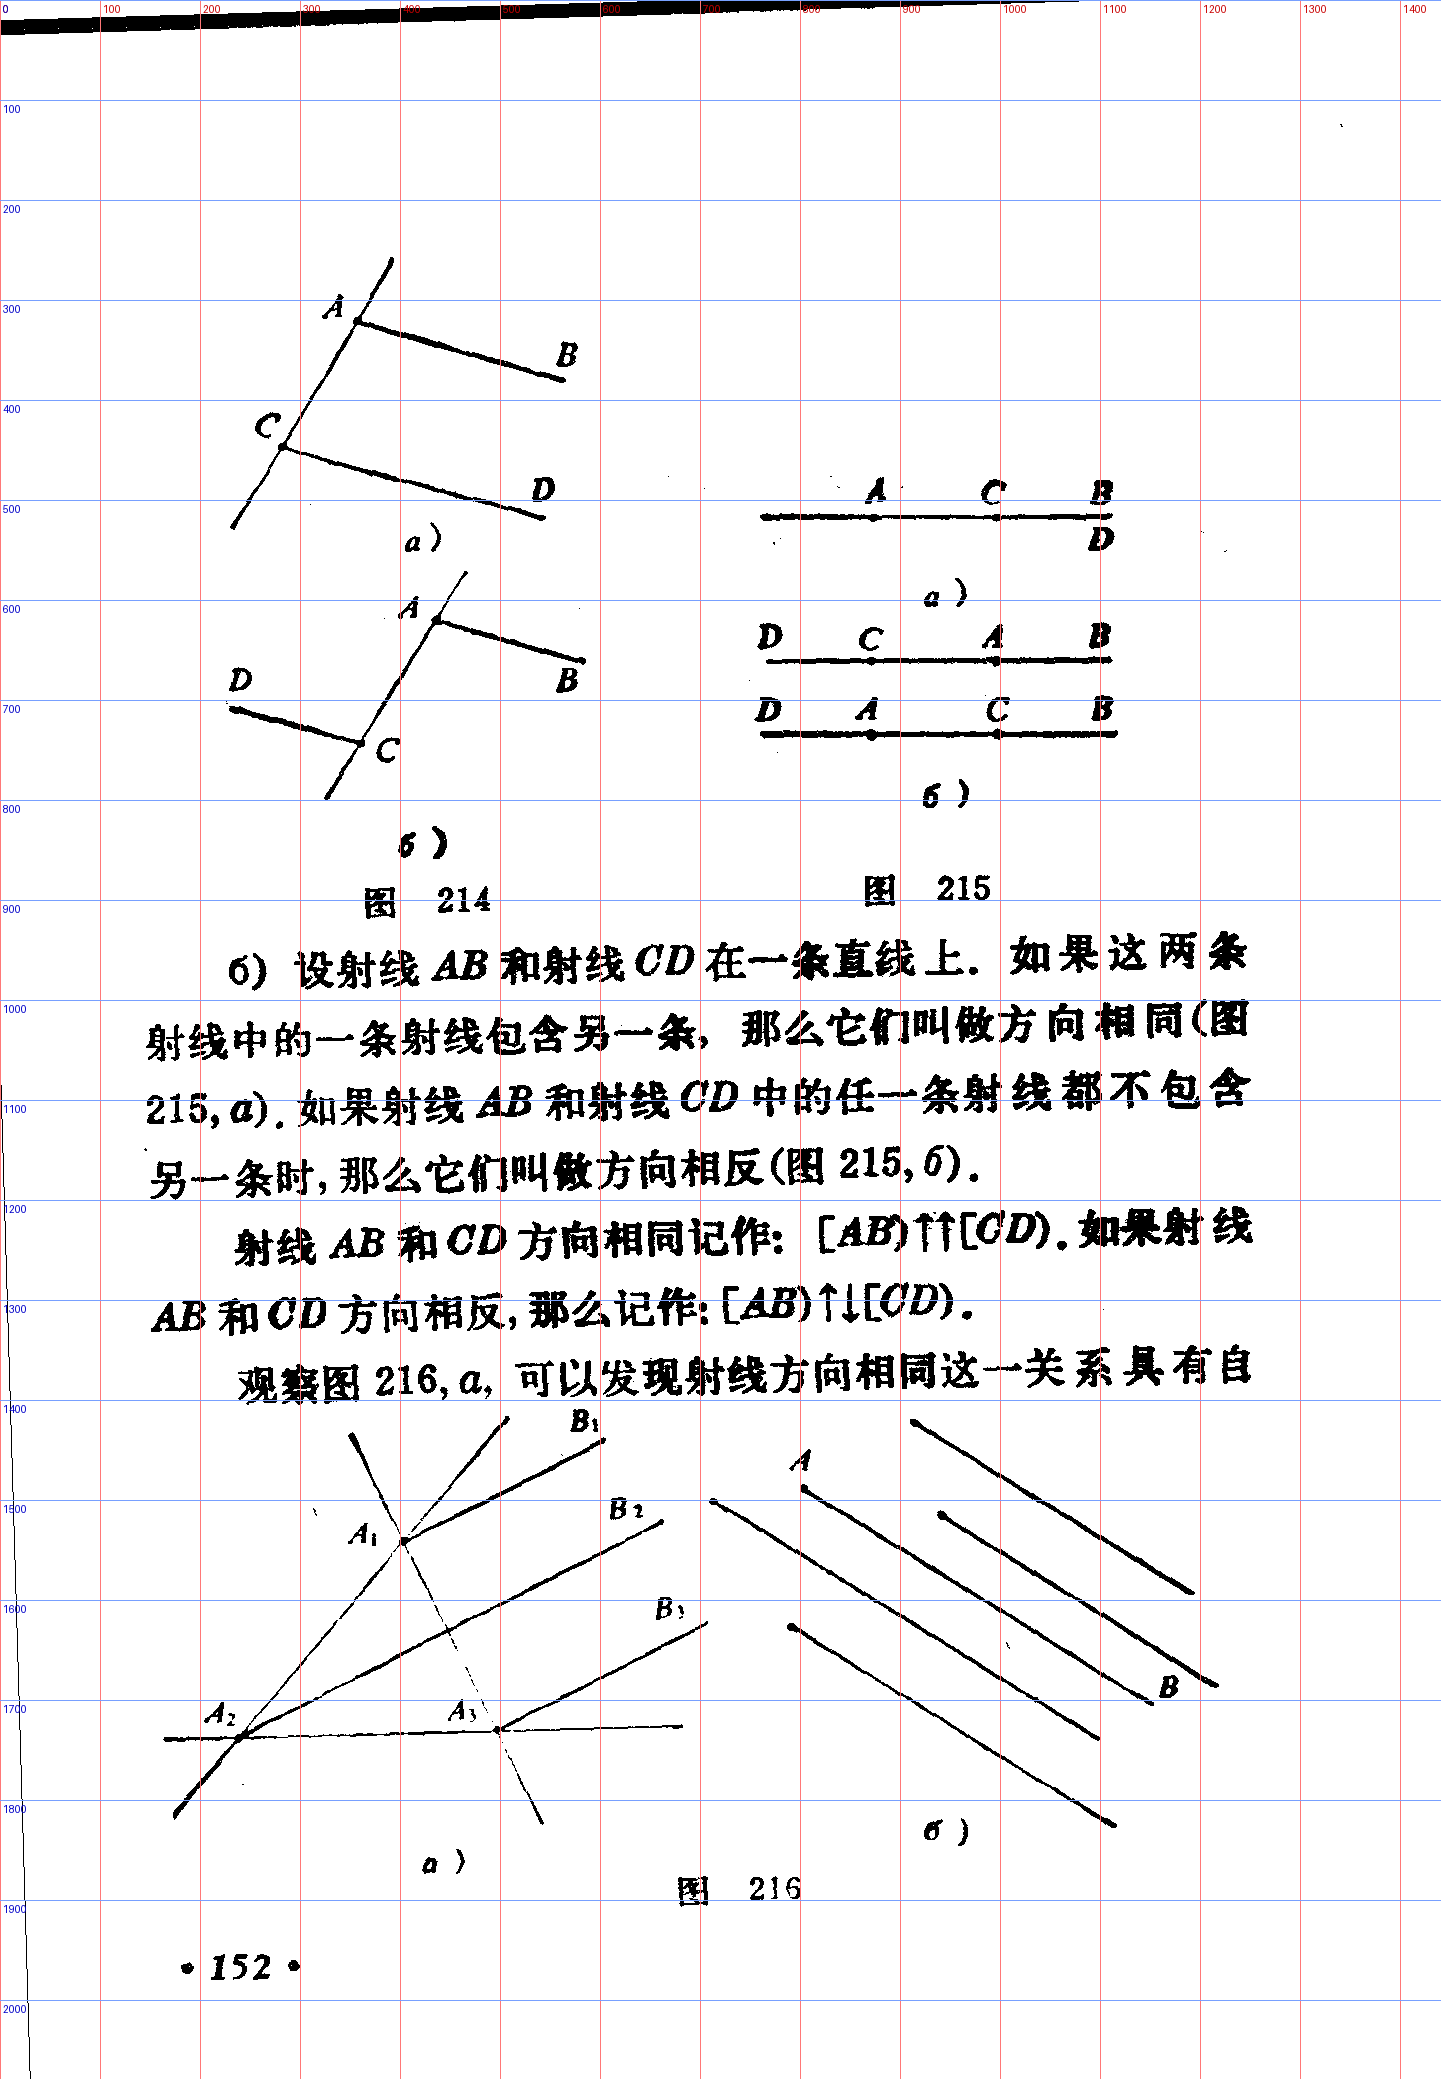 A
B
C
D
a)
A
B
D
C
б)
图 214
A C B
D
a)
D C A B
D A C B
б)
图 215
б) 设射线 AB 和射线 CD 在一条直线上. 如果这两条
射线中的一条射线包含另一条, 那么它们叫做方向相同(图
215, a). 如果射线 AB 和射线 CD 中的任一条射线都不包含
另一条时, 那么它们叫做方向相反(图 215, б).
射线 AB 和 CD 方向相同记作: [AB)↑↑[CD). 如果射线
AB 和 CD 方向相反, 那么记作: [AB)↑↓[CD).
观察图 216, a, 可以发现射线方向相同这一关系具有自
B₁
A₁
B₂
B₃
A₂
A₃
a)
A
B
б)
图 216
• 152 •